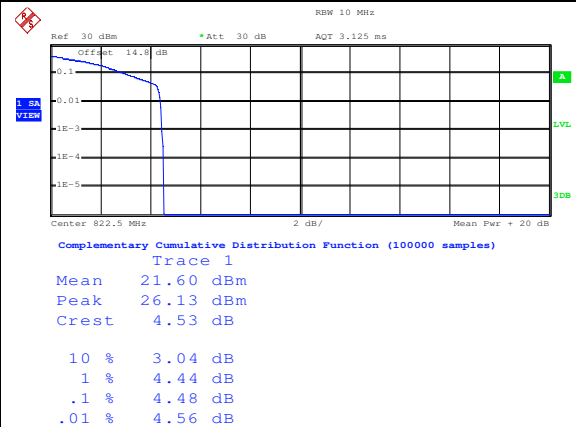 R S
RBW 10 MHz
Ref 30 dBm *Att 30 dB AQT 3.125 ms
Offset 14.8 dB
0.1
A
0.01
1 SA
VIEW
1E-3
LVL
1E-4
1E-5
3DB
Center 822.5 MHz 2 dB/ Mean Pwr + 20 dB
Complementary Cumulative Distribution Function (100000 samples)
Trace 1
Mean 21.60 dBm
Peak 26.13 dBm
Crest 4.53 dB
10 % 3.04 dB
1 % 4.44 dB
.1 % 4.48 dB
.01 % 4.56 dB